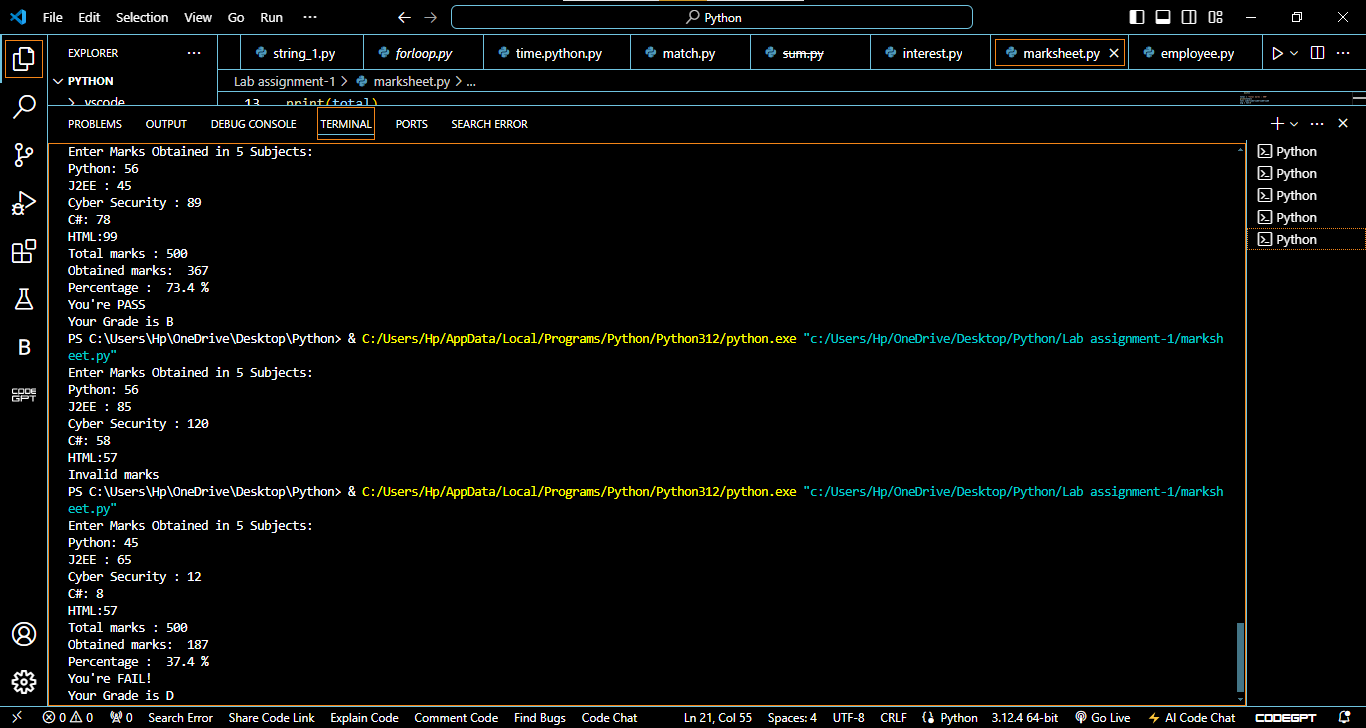 File Edit Selection View Go Run ... Python
EXPLORER ...
string_1.py forloop.py time.python.py match.py sum.py interest.py marksheet.py employee.py
PYTHON
Lab assignment-1 > marksheet.py > ...
> .vscode
13 print(total)
PROBLEMS OUTPUT DEBUG CONSOLE TERMINAL PORTS SEARCH ERROR
Enter Marks Obtained in 5 Subjects:
Python: 56
J2EE : 45
Cyber Security : 89
C#: 78
HTML:99
Total marks : 500
Obtained marks:  367
Percentage :  73.4 %
You're PASS
Your Grade is B
PS C:\Users\Hp\OneDrive\Desktop\Python> & C:/Users/Hp/AppData/Local/Programs/Python/Python312/python.exe "c:/Users/Hp/OneDrive/Desktop/Python/Lab assignment-1/marksh
eet.py"
Enter Marks Obtained in 5 Subjects:
Python: 56
J2EE : 85
Cyber Security : 120
C#: 58
HTML:57
Invalid marks
PS C:\Users\Hp\OneDrive\Desktop\Python> & C:/Users/Hp/AppData/Local/Programs/Python/Python312/python.exe "c:/Users/Hp/OneDrive/Desktop/Python/Lab assignment-1/marksh
eet.py"
Enter Marks Obtained in 5 Subjects:
Python: 45
J2EE : 65
Cyber Security : 12
C#: 8
HTML:57
Total marks : 500
Obtained marks:  187
Percentage :  37.4 %
You're FAIL!
Your Grade is D
Python
Python
Python
Python
Python
B
CODE
GPT
0 0 0 Search Error Share Code Link Explain Code Comment Code Find Bugs Code Chat Ln 21, Col 55 Spaces: 4 UTF-8 CRLF Python 3.12.4 64-bit Go Live AI Code Chat CODEGPT